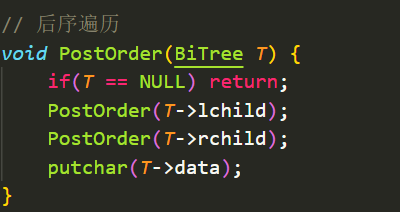 // 后序遍历
void PostOrder(BiTree T) {
    if(T == NULL) return;
    PostOrder(T->lchild);
    PostOrder(T->rchild);
    putchar(T->data);
}